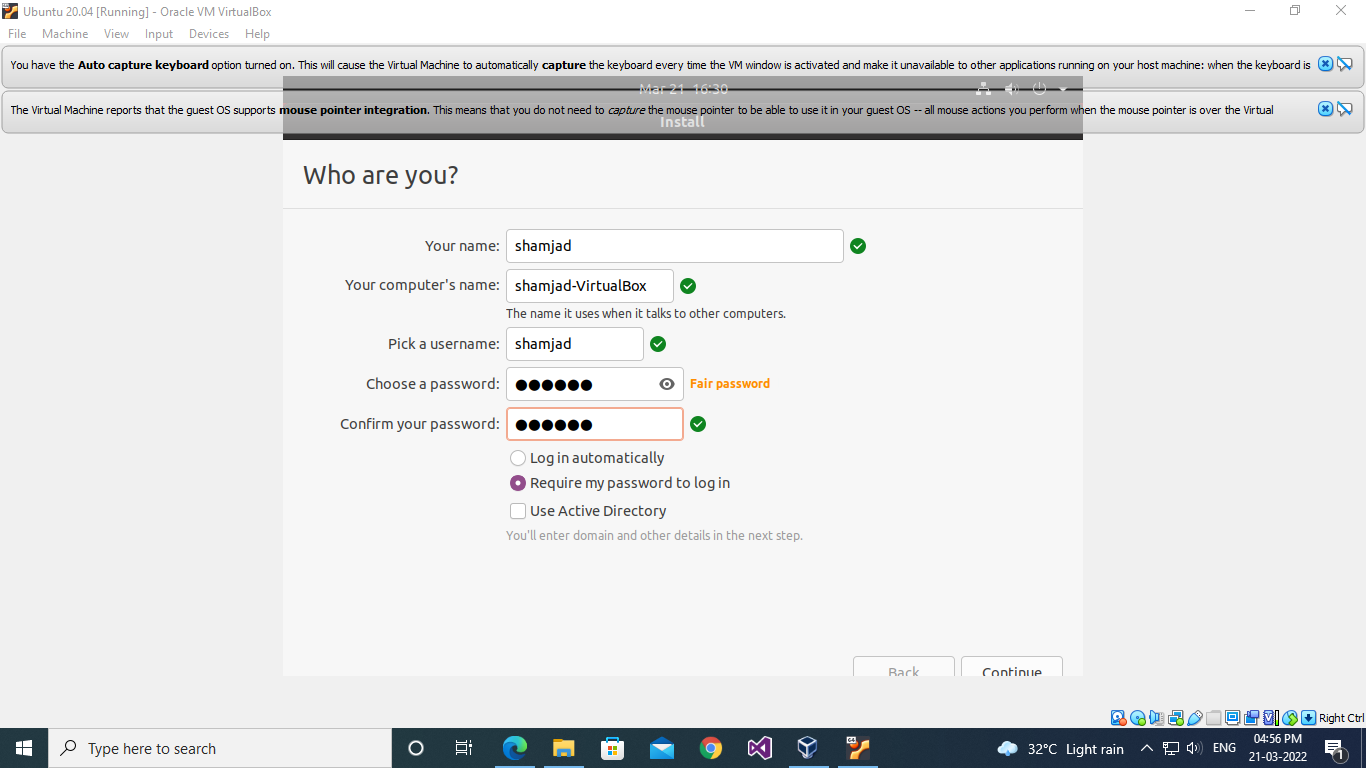 Ubuntu 20.04 [Running] - Oracle VM VirtualBox
File Machine View Input Devices Help
You have the Auto capture keyboard option turned on. This will cause the Virtual Machine to automatically capture the keyboard every time the VM window is activated and make it unavailable to other applications running on your host machine: when the keyboard is
Mar 21 16:30
The Virtual Machine reports that the guest OS supports mouse pointer integration. This means that you do not need to capture the mouse pointer to be able to use it in your guest OS -- all mouse actions you perform when the mouse pointer is over the Virtual
Install
Who are you?
Your name: shamjad
Your computer's name: shamjad-VirtualBox
The name it uses when it talks to other computers.
Pick a username: shamjad
Choose a password: ●●●●●● Fair password
Confirm your password: ●●●●●●
Log in automatically
Require my password to log in
Use Active Directory
You'll enter domain and other details in the next step.
Back Continue
Right Ctrl
Type here to search
32°C Light rain
ENG
04:56 PM
21-03-2022
1